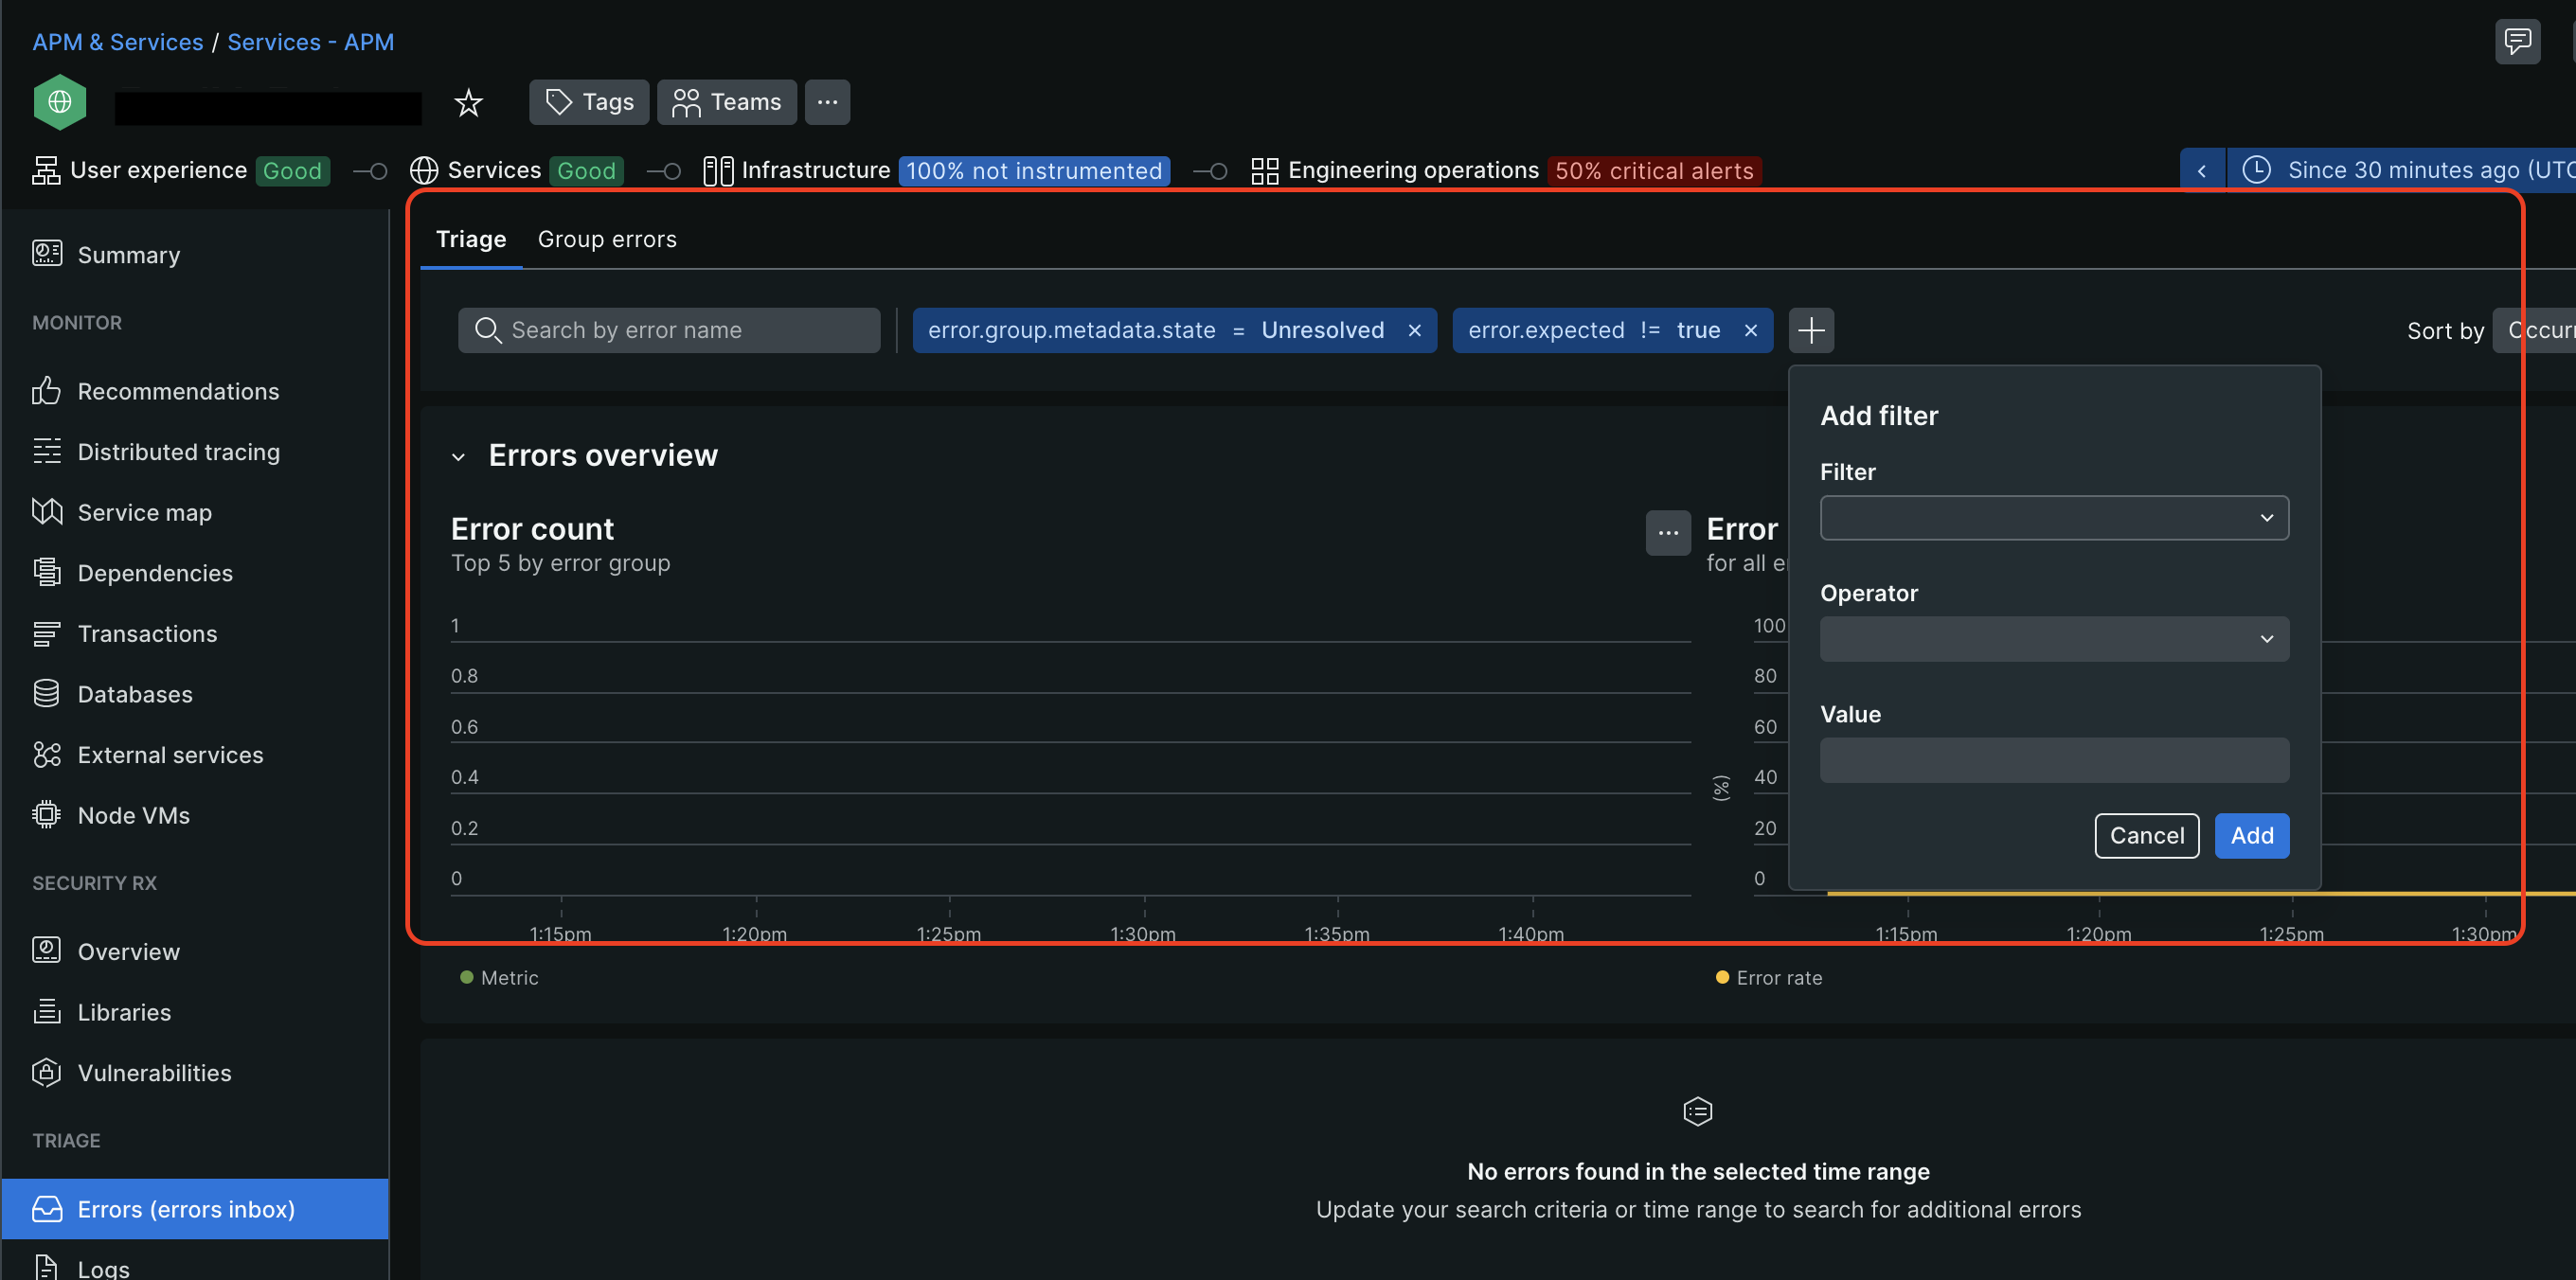 APM & Services / Services - APM
Tags
Teams
User experience Good
Services Good
Infrastructure 100% not instrumented
Engineering operations 50% critical alerts
Since 30 minutes ago (UTC
Summary
MONITOR
Recommendations
Distributed tracing
Service map
Dependencies
Transactions
Databases
External services
Node VMs
SECURITY RX
Overview
Libraries
Vulnerabilities
TRIAGE
Errors (errors inbox)
Logs
Triage
Group errors
Search by error name
error.group.metadata.state = Unresolved ×
error.expected != true ×
Sort by
Add filter
Filter
Operator
Value
Cancel
Add
Errors overview
Error count
Top 5 by error group
1
0.8
0.6
0.4
0.2
0
1:15pm 1:20pm 1:25pm 1:30pm 1:35pm 1:40pm
Metric
Error
for all
(%)
100
80
60
40
20
0
1:15pm 1:20pm 1:25pm 1:30pm
Error rate
No errors found in the selected time range
Update your search criteria or time range to search for additional errors